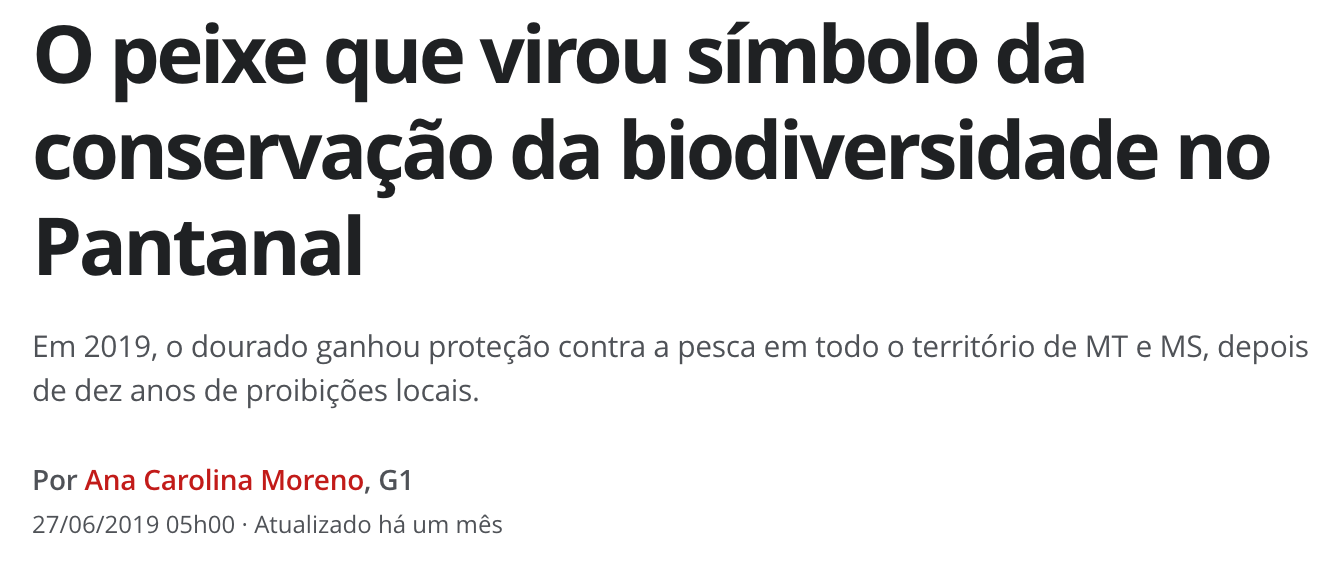 O peixe que virou símbolo da
conservação da biodiversidade no
Pantanal
Em 2019, o dourado ganhou proteção contra a pesca em todo o território de MT e MS, depois
de dez anos de proibições locais.
Por Ana Carolina Moreno, G1
27/06/2019 05h00 · Atualizado há um mês